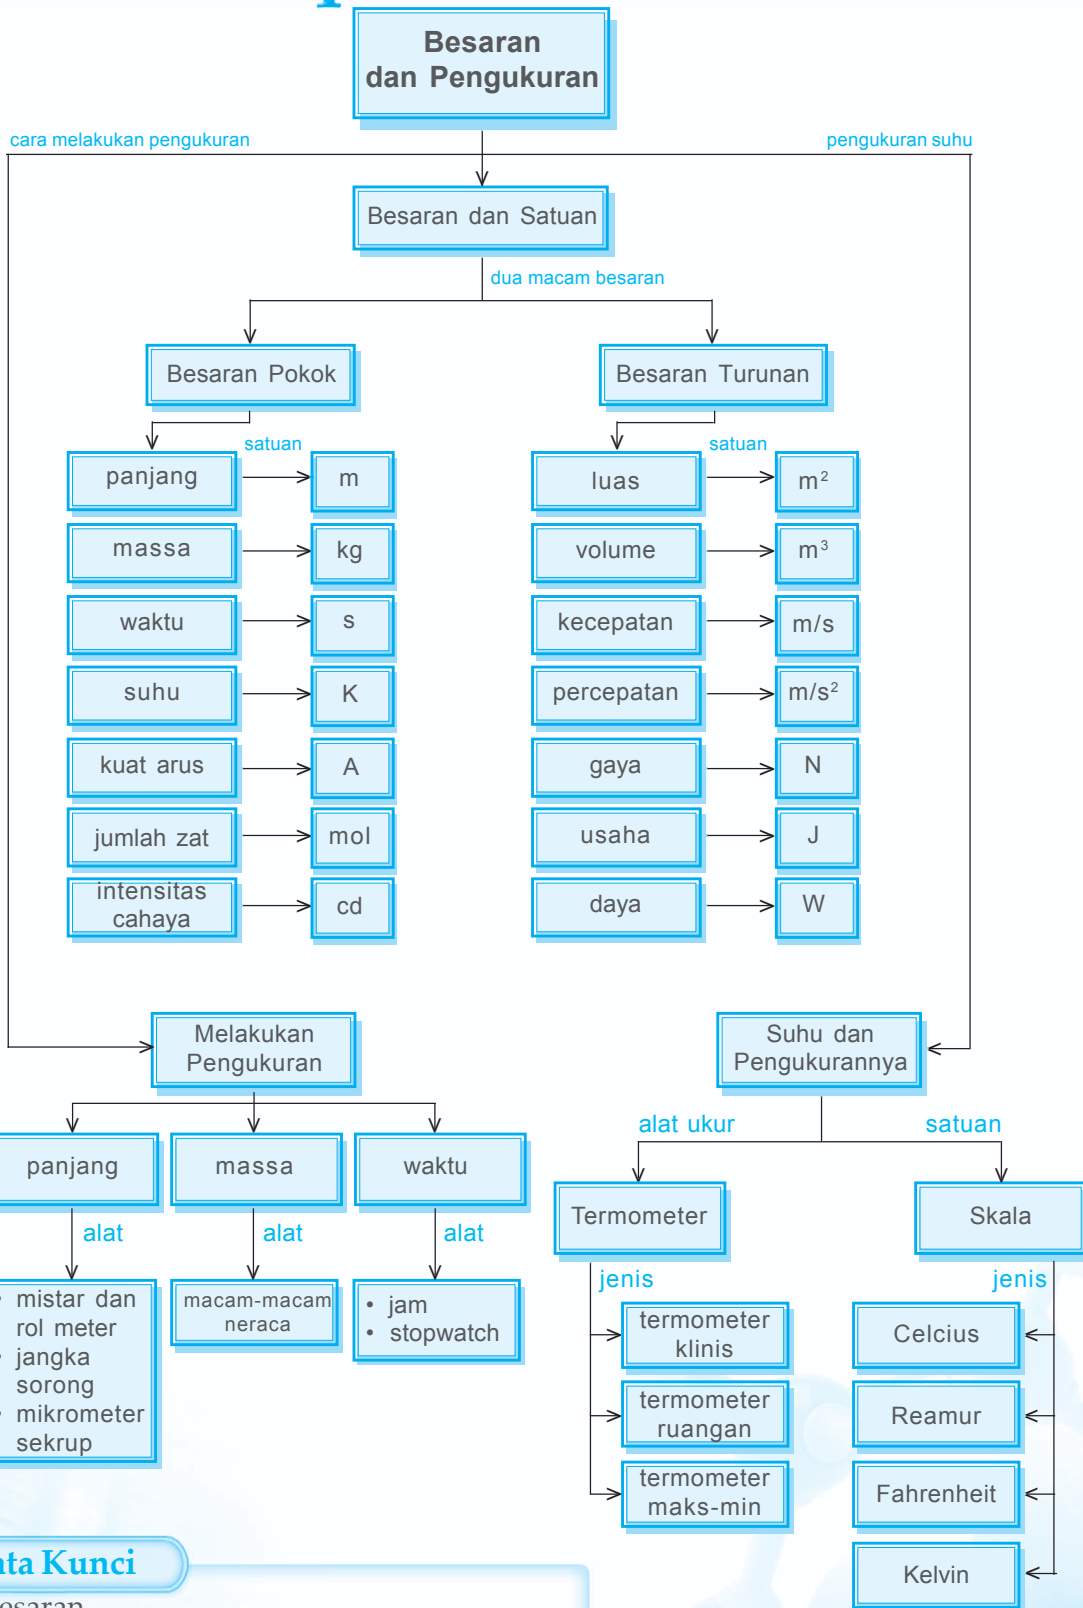 Besaran
dan Pengukuran
cara melakukan pengukuran
pengukuran suhu
Besaran dan Satuan
dua macam besaran
Besaran Pokok
Besaran Turunan
satuan
panjang
m
massa
kg
waktu
s
suhu
K
kuat arus
A
jumlah zat
mol
intensitas
cahaya
cd
satuan
luas
m²
volume
m³
kecepatan
m/s
percepatan
m/s²
gaya
N
usaha
J
daya
W
Melakukan
Pengukuran
panjang
massa
waktu
alat
alat
alat
• mistar dan
rol meter
• jangka
sorong
• mikrometer
sekrup
macam-macam
neraca
• jam
• stopwatch
Suhu dan
Pengukurannya
alat ukur
satuan
Termometer
Skala
jenis
termometer
klinis
termometer
ruangan
termometer
maks-min
jenis
Celcius
Reamur
Fahrenheit
Kelvin
Kunci